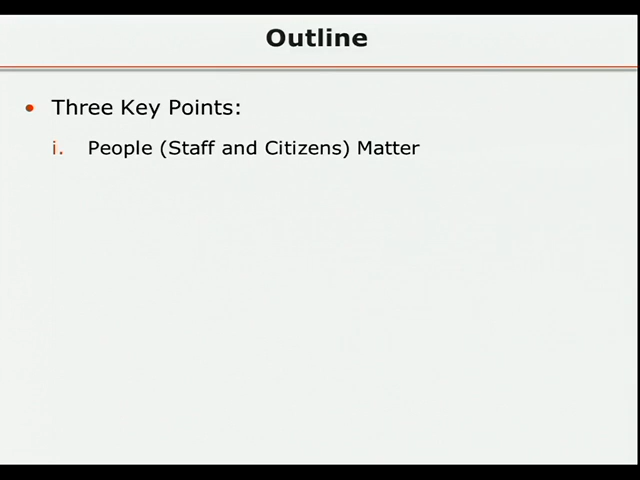 Outline
• Three Key Points:
i. People (Staff and Citizens) Matter